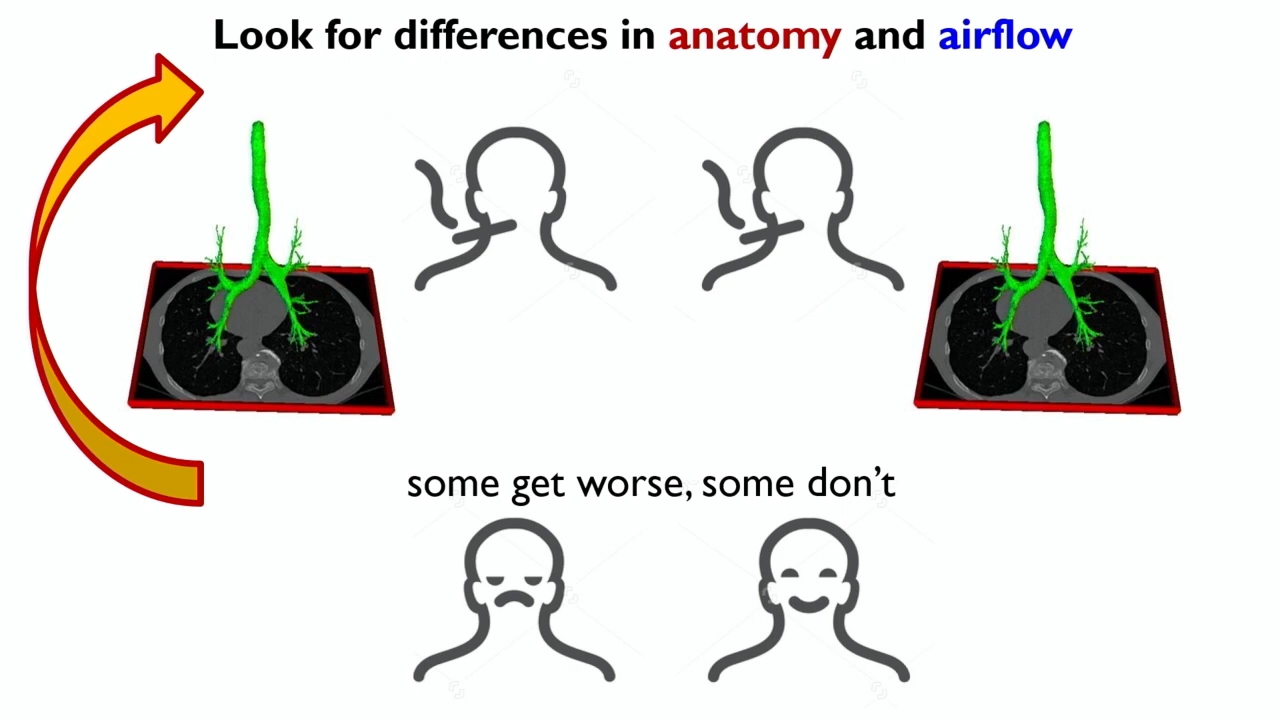 Look for differences in anatomy and airflow
some get worse, some don’t